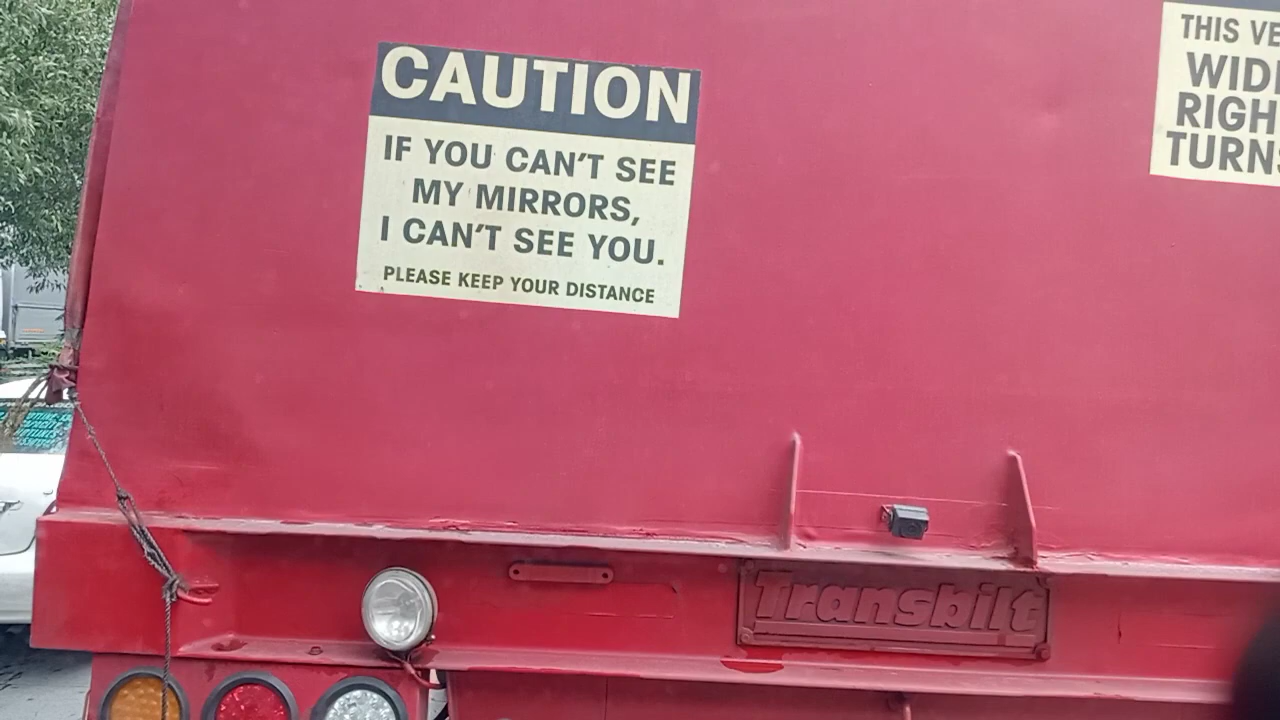 CAUTION
IF YOU CAN'T SEE
MY MIRRORS,
I CAN'T SEE YOU.
PLEASE KEEP YOUR DISTANCE
THIS VE
WID
RIGH
TURNS
Transbilt